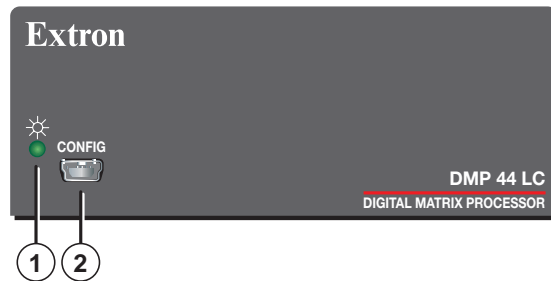 Extron
CONFIG
DMP 44 LC
DIGITAL MATRIX PROCESSOR
1 2